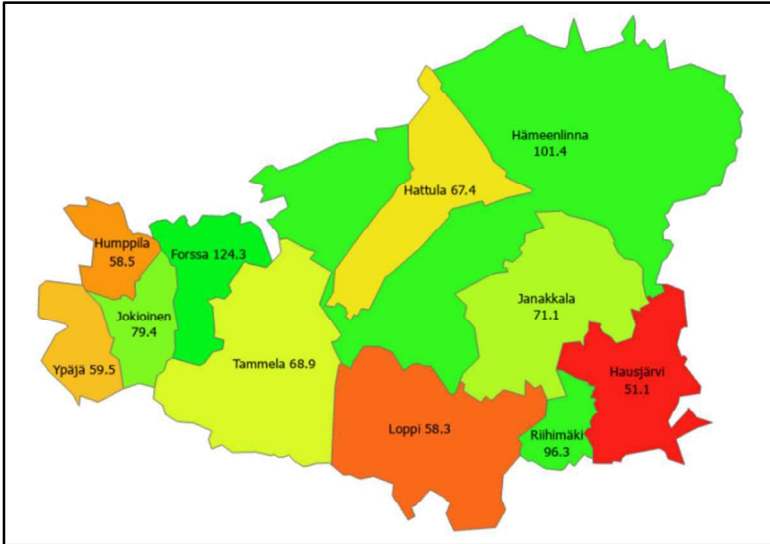 Hämeenlinna
101.4
Hattula 67.4
Humppila
58.5
Forssa 124.3
Janakkala
71.1
Jokioinen
79.4
Ypäjä 59.5
Tammela 68.9
Hausjärvi
51.1
Loppi 58.3
Riihimäki
96.3